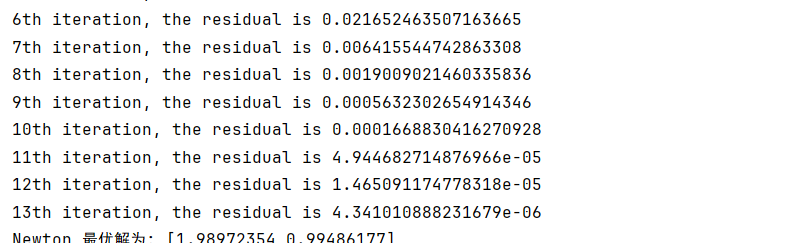 6th iteration, the residual is 0.021652463507163665
7th iteration, the residual is 0.006415544742863308
8th iteration, the residual is 0.0019009021460335836
9th iteration, the residual is 0.0005632302654914346
10th iteration, the residual is 0.0001668830416270928
11th iteration, the residual is 4.944682714876966e-05
12th iteration, the residual is 1.465091174778318e-05
13th iteration, the residual is 4.341010888231679e-06
Newton 最优解为: [1.98972354 0.99486177]